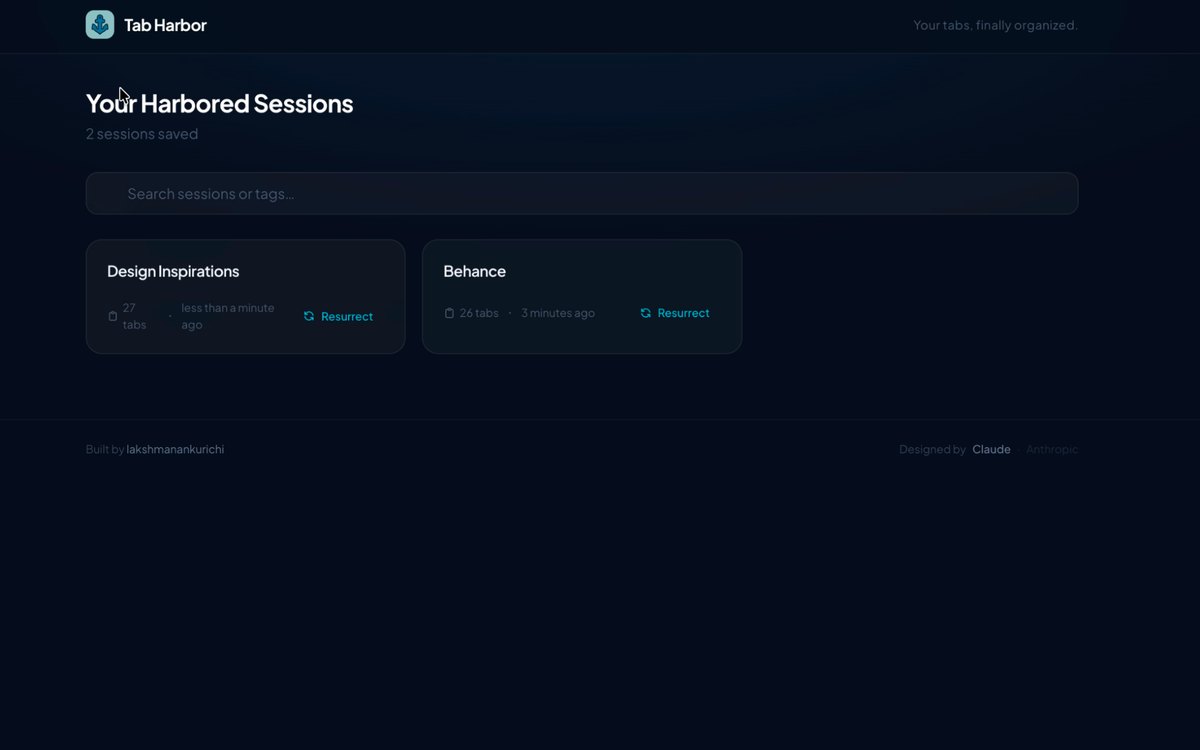 Tab Harbor
Your tabs, finally organized.
Your Harbored Sessions
2 sessions saved
Search sessions or tags...
Design Inspirations
27 tabs
·
less than a minute ago
Resurrect
Behance
26 tabs · 3 minutes ago
Resurrect
Built by lakshmanankurichi
Designed by Claude · Anthropic